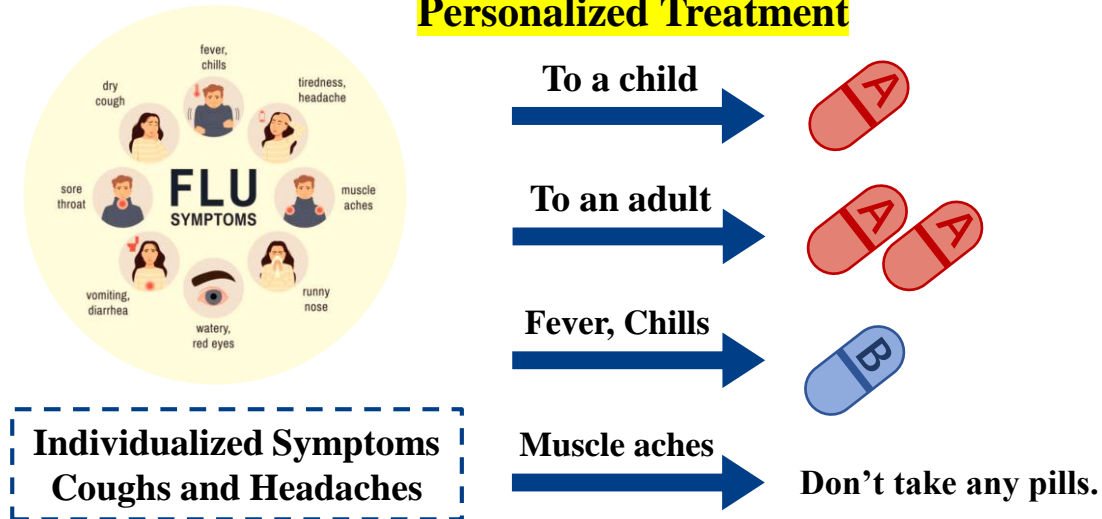 Personalized Treatment
fever,
chills
dry
cough
tiredness,
headache
sore
throat
FLU
SYMPTOMS
muscle
aches
vomiting,
diarrhea
runny
nose
watery,
red eyes
Individualized Symptoms
Coughs and Headaches
To a child
A
To an adult
A
A
Fever, Chills
B
Muscle aches
Don’t take any pills.